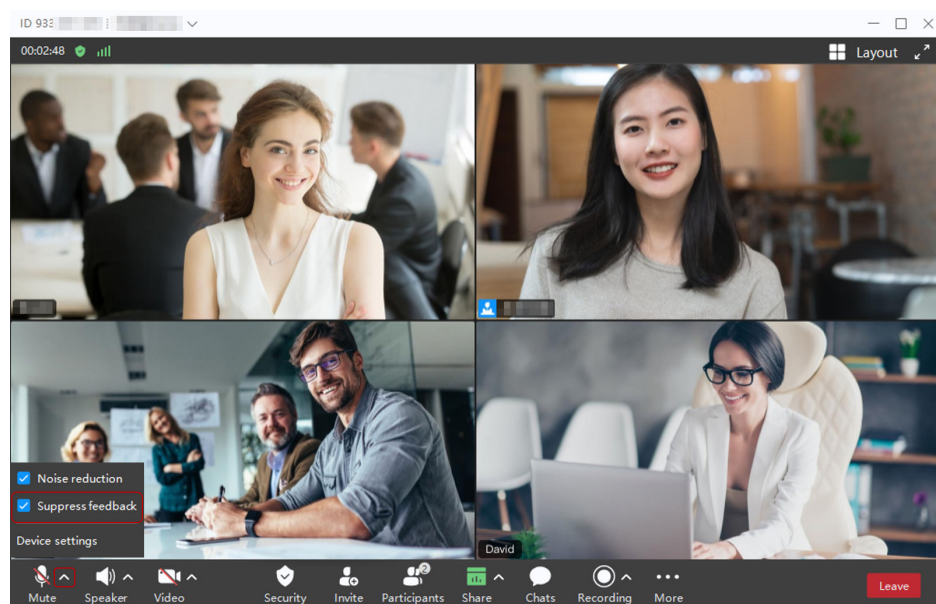 ID 933
00:02:48
Layout
Noise reduction
Suppress feedback
Device settings
David
2
Mute
Speaker
Video
Security
Invite
Participants
Share
Chats
Recording
More
Leave